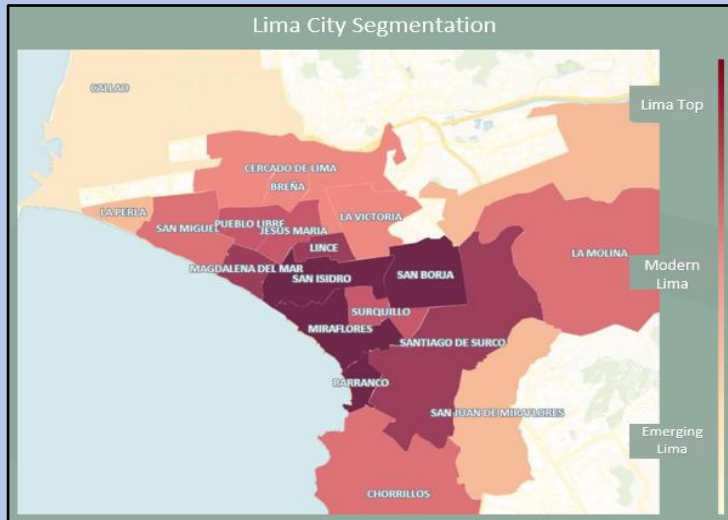 Lima City Segmentation
CALLAO
Lima Top
CERCADO DE LIMA
BREÑA
LA PERLA
LA VICTORIA
PUEBLO LIBRE
SAN MIGUEL
JESÚS MARIA
LINCE
LA MOLINA
MAGDALENA DEL MAR
SAN ISIDRO
SAN BORJA
Modern
Lima
SURQUILLO
MIRAFLORES
SANTIAGO DE SURCO
BARRANCO
SAN JUAN DE MIRAFLORES
Emerging
Lima
CHORRILLOS